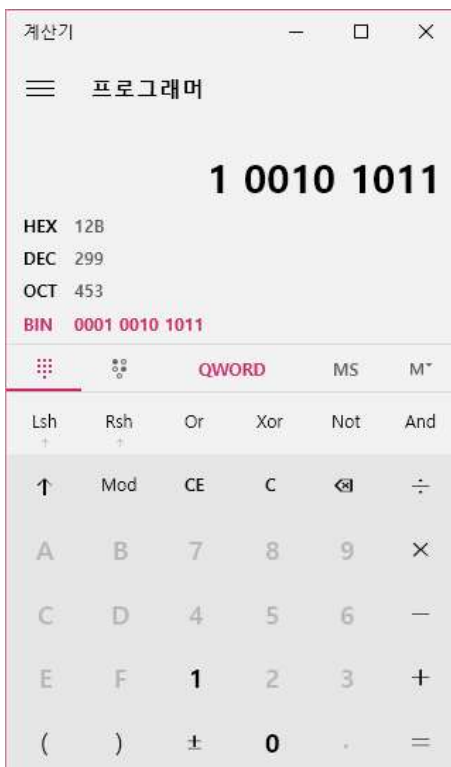 계산기
프로그래머
1 0010 1011
HEX 12B
DEC 299
OCT 453
BIN 0001 0010 1011
QWORD MS M
Lsh Rsh Or Xor Not And
↑ Mod CE C ÷
A B 7 8 9 ×
C D 4 5 6 −
E F 1 2 3 +
( ) ± 0 . =